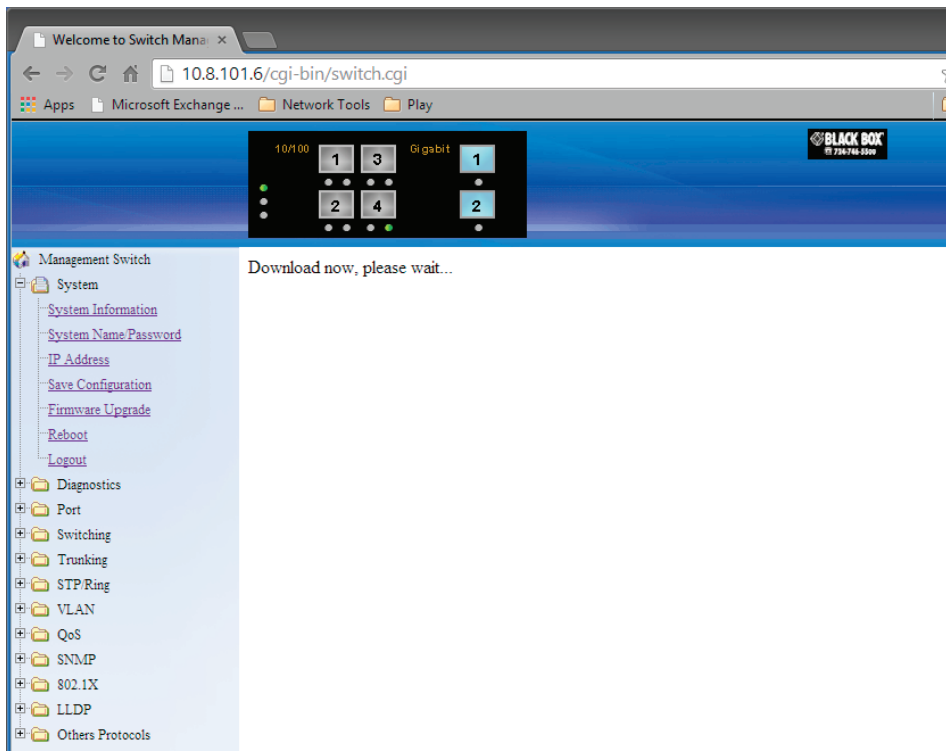 Welcome to Switch Mana
10.8.101.6/cgi-bin/switch.cgi
Apps Microsoft Exchange ... Network Tools Play
10/100 1 3 Gigabit 1
2 4 2
BLACK BOX
724-746-5500
Management Switch
Download now, please wait...
System
System Information
System Name/Password
IP Address
Save Configuration
Firmware Upgrade
Reboot
Logout
Diagnostics
Port
Switching
Trunking
STP/Ring
VLAN
QoS
SNMP
802.1X
LLDP
Others Protocols